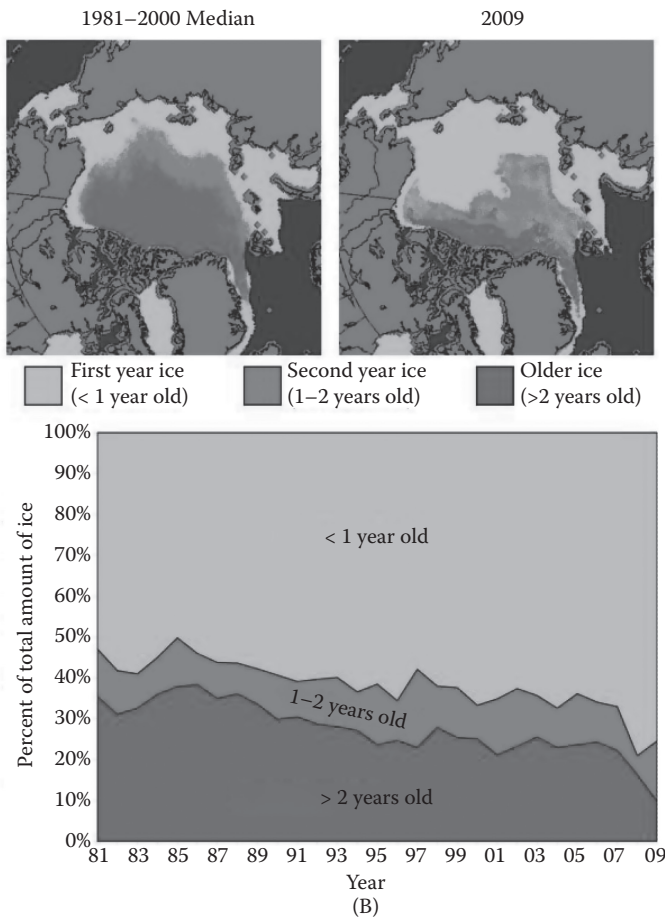 1981–2000 Median
2009
First year ice
(< 1 year old)
Second year ice
(1–2 years old)
Older ice
(>2 years old)
100%
90%
80%
70%
60%
50%
40%
30%
20%
10%
0%
Percent of total amount of ice
< 1 year old
1–2 years old
> 2 years old
81 83 85 87 89 91 93 95 97 99 01 03 05 07 09
Year
(B)